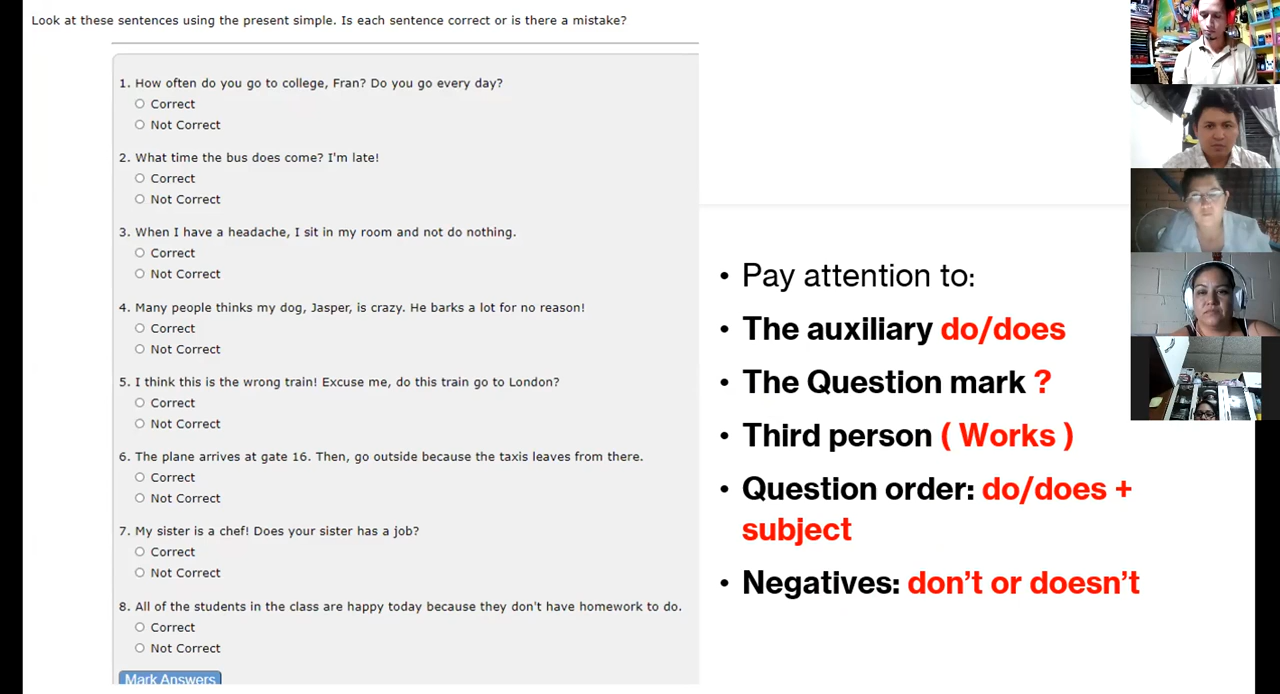 Look at these sentences using the present simple. Is each sentence correct or is there a mistake?
1. How often do you go to college, Fran? Do you go every day?
Correct
Not Correct
2. What time the bus does come? I'm late!
Correct
Not Correct
3. When I have a headache, I sit in my room and not do nothing.
Correct
Not Correct
4. Many people thinks my dog, Jasper, is crazy. He barks a lot for no reason!
Correct
Not Correct
5. I think this is the wrong train! Excuse me, do this train go to London?
Correct
Not Correct
6. The plane arrives at gate 16. Then, go outside because the taxis leaves from there.
Correct
Not Correct
7. My sister is a chef! Does your sister has a job?
Correct
Not Correct
8. All of the students in the class are happy today because they don't have homework to do.
Correct
Not Correct
Mark Answers
• Pay attention to:
• The auxiliary do/does
• The Question mark ?
• Third person ( Works )
• Question order: do/does +
subject
• Negatives: don’t or doesn’t